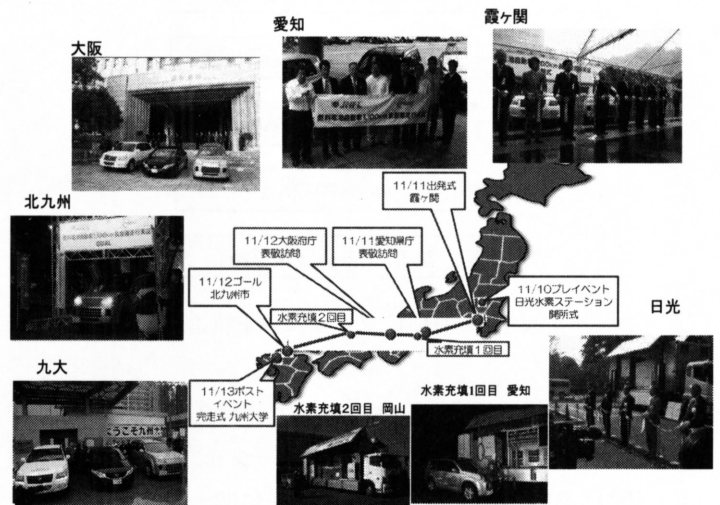 霞ヶ関
愛知
大阪
北九州
11/11出発式
霞ヶ関
11/12大阪府庁
表敬訪問
11/11愛知県庁
表敬訪問
11/12ゴール
北九州市
11/10プレイベント
日光水素ステーション
開所式
日光
水素充填2回目
水素充填1回目
九大
11/13ポスト
イベント
完走式 九州大学
水素充填2回目 岡山
水素充填1回目 愛知
GOAL
ようこそ九州大